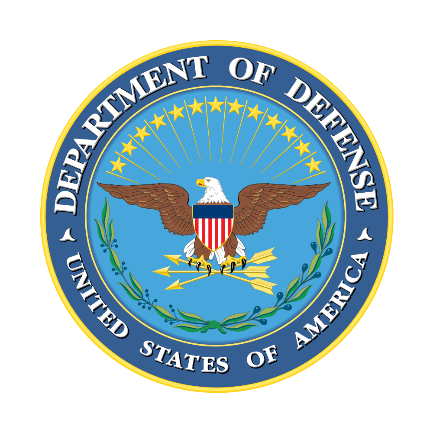 DEPARTMENT OF DEFENSE
UNITED STATES OF AMERICA